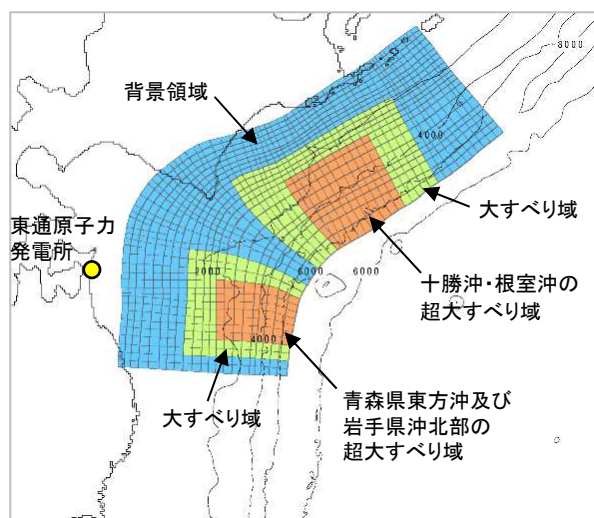 8000
背景領域
4000
大すべり域
東通原子力
発電所
2000
6000
6000
十勝沖・根室沖の
超大すべり域
4000
大すべり域
青森県東方沖及び
岩手県沖北部の
超大すべり域